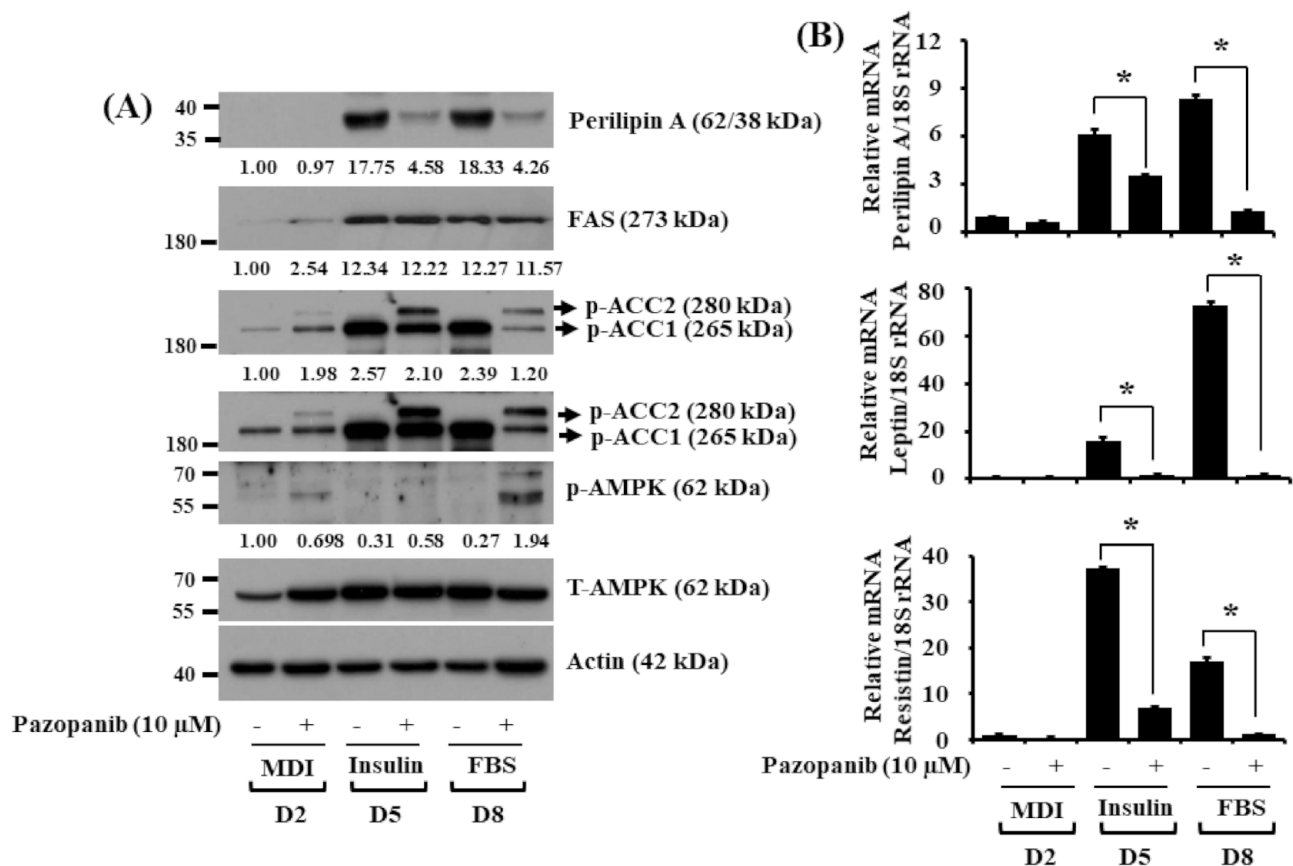 (A)
40
35
Perilipin A (62/38 kDa)
1.00 0.97 17.75 4.58 18.33 4.26
180
FAS (273 kDa)
1.00 2.54 12.34 12.22 12.27 11.57
180
p-ACC2 (280 kDa)
p-ACC1 (265 kDa)
1.00 1.98 2.57 2.10 2.39 1.20
180
p-ACC2 (280 kDa)
p-ACC1 (265 kDa)
70
55
p-AMPK (62 kDa)
1.00 0.698 0.31 0.58 0.27 1.94
70
55
T-AMPK (62 kDa)
40
Actin (42 kDa)
Pazopanib (10 μM) - + - + - +
MDI Insulin FBS
D2 D5 D8
(B)
Relative mRNA
Perilipin A/18S rRNA
12
9
6
3
0
* *
Relative mRNA
Leptin/18S rRNA
80
60
40
20
0
* *
Relative mRNA
Resistin/18S rRNA
40
30
20
10
0
* *
Pazopanib (10 μM) - + - + - +
MDI Insulin FBS
D2 D5 D8